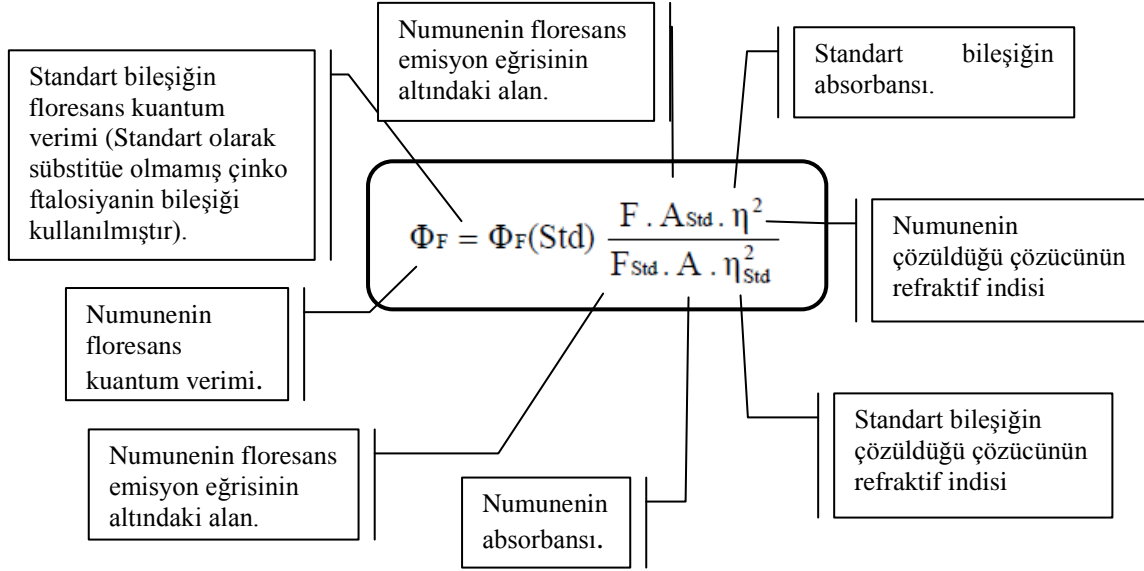 Numunenin floresans
emisyon eğrisinin
altındaki alan.
Standart bileşiğin
absorbansı.
Standart bileşiğin
floresans kuantum
verimi (Standart olarak
sübstitüe olmamış çinko
ftalosiyanin bileşiği
kullanılmıştır).
ΦF = ΦF(Std) F . AStd . η²
FStd . A . η²Std
Numunenin
çözüldüğü çözücünün
refraktif indisi
Numunenin
floresans
kuantum verimi.
Standart bileşiğin
çözüldüğü çözücünün
refraktif indisi
Numunenin floresans
emisyon eğrisinin
altındaki alan.
Numunenin
absorbansı.